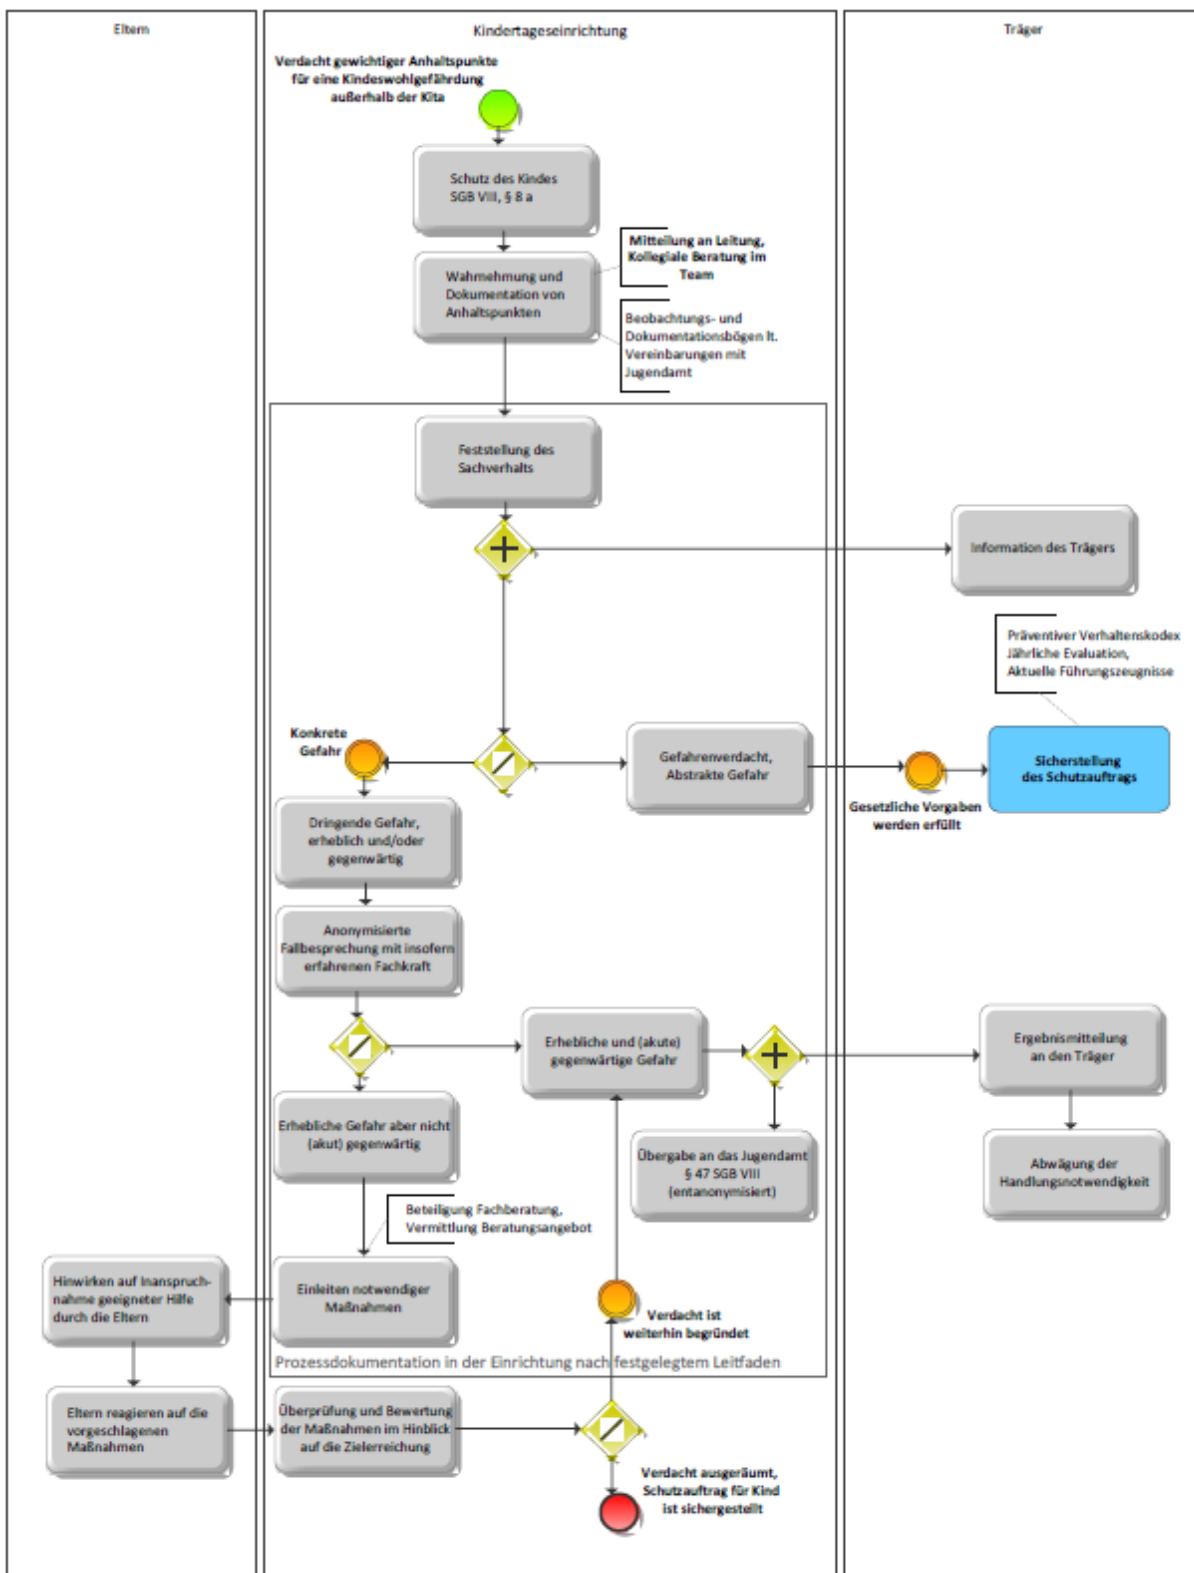 Eltern
Kindertageseinrichtung
Träger
Verdacht gewichtiger Anhaltspunkte
für eine Kindeswohlgefährdung
außerhalb der Kita
Schutz des Kindes
SGB VIII, § 8 a
Mitteilung an Leitung,
Kollegiale Beratung im
Team
Wahrnehmung und
Dokumentation von
Anhaltspunkten
Beobachtungs- und
Dokumentationsbögen lt.
Vereinbarungen mit
Jugendamt
Feststellung des
Sachverhalts
Information des Trägers
Präventiver Verhaltenskodex
Jährliche Evaluation,
Aktuelle Führungszeugnisse
Konkrete
Gefahr
Gefahrenverdacht,
Abstrakte Gefahr
Sicherstellung
des Schutzauftrags
Gesetzliche Vorgaben
werden erfüllt
Dringende Gefahr,
erheblich und/oder
gegenwärtig
Anonymisierte
Fallbesprechung mit insofern
erfahrenen Fachkraft
Erhebliche und (akute)
gegenwärtige Gefahr
Ergebnismitteilung
an den Träger
Erhebliche Gefahr aber nicht
(akut) gegenwärtig
Übergabe an das Jugendamt
§ 47 SGB VIII
(entanonymisiert)
Abwägung der
Handlungsnotwendigkeit
Beteiligung Fachberatung,
Vermittlung Beratungsangebot
Hinwirken auf Inanspruch-
nahme geeigneter Hilfe
durch die Eltern
Einleiten notwendiger
Maßnahmen
Verdacht ist
weiterhin begründet
Prozessdokumentation in der Einrichtung nach festgelegtem Leitfaden
Eltern reagieren auf die
vorgeschlagenen
Maßnahmen
Überprüfung und Bewertung
der Maßnahmen im Hinblick
auf die Zielerreichung
Verdacht ausgeräumt,
Schutzauftrag für Kind
ist sichergestellt